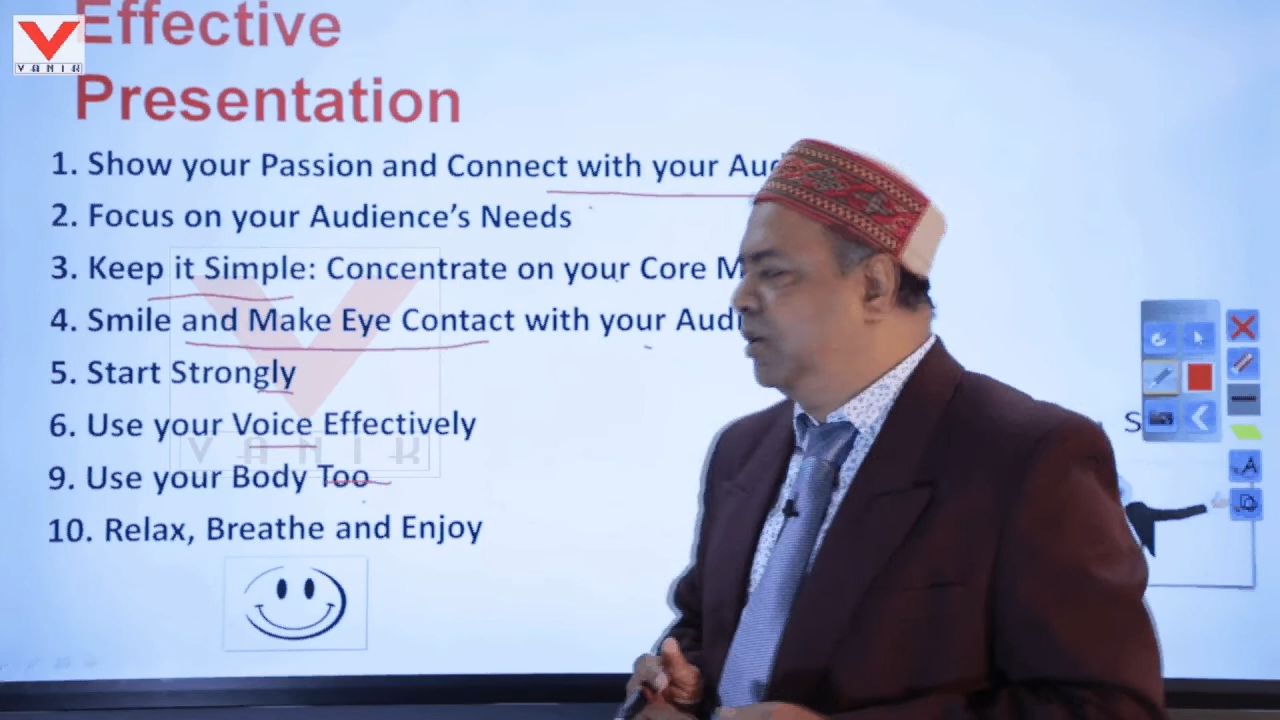 Effective
VANIK
Presentation
1. Show your Passion and Connect with your
2. Focus on your Audience's Needs
3. Keep it Simple: Concentrate on your Core
4. Smile and Make Eye Contact with your
5. Start Strongly
6. Use your Voice Effectively
VANIK
9. Use your Body Too
10. Relax, Breathe and Enjoy